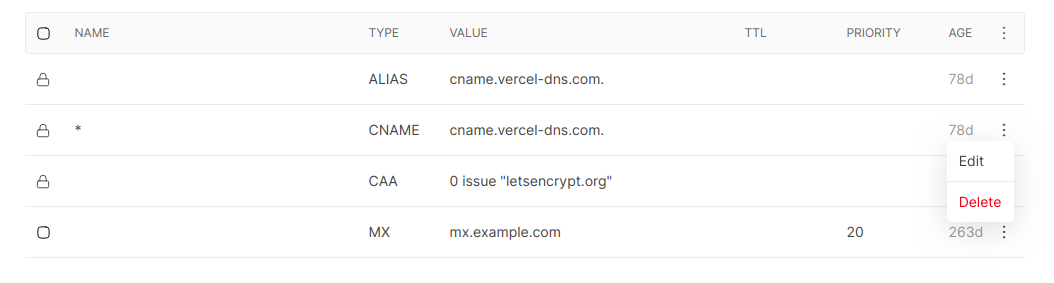 NAME TYPE VALUE TTL PRIORITY AGE
ALIAS cname.vercel-dns.com. 78d
* CNAME cname.vercel-dns.com. 78d
Edit
CAA 0 issue "letsencrypt.org"
Delete
MX mx.example.com 20 263d